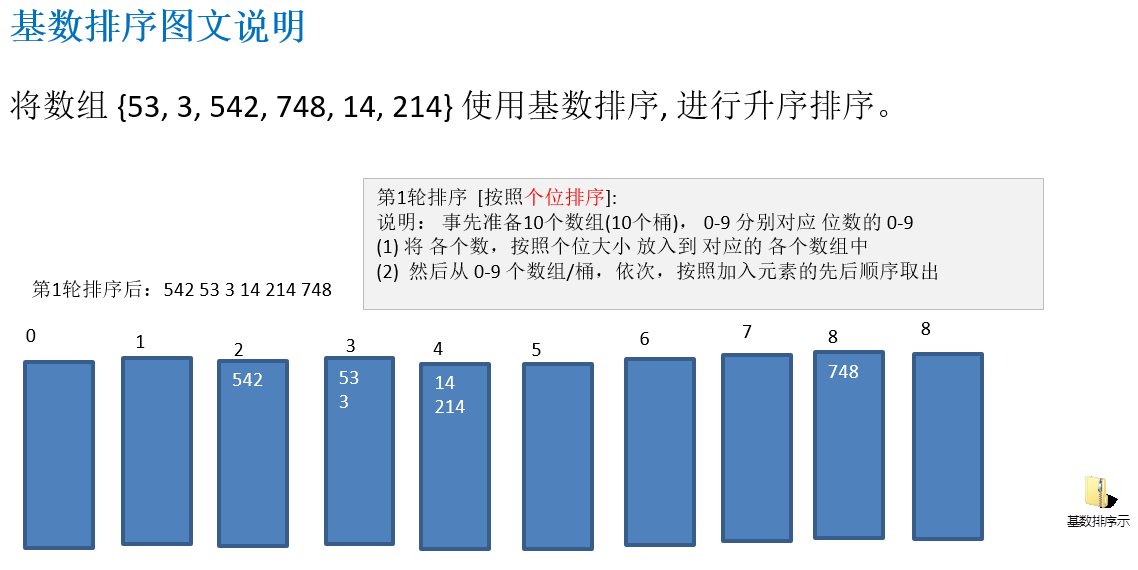 基数排序图文说明
将数组 {53, 3, 542, 748, 14, 214} 使用基数排序, 进行升序排序。
第1轮排序 [按照个位排序]:
说明： 事先准备10个数组(10个桶)， 0-9 分别对应 位数的 0-9
(1) 将 各个数，按照个位大小 放入到 对应的 各个数组中
(2) 然后从 0-9 个数组/桶，依次，按照加入元素的先后顺序取出
第1轮排序后：542 53 3 14 214 748
0 1 2 3 4 5 6 7 8 8
542 53 14 748
3 214
基数排序示